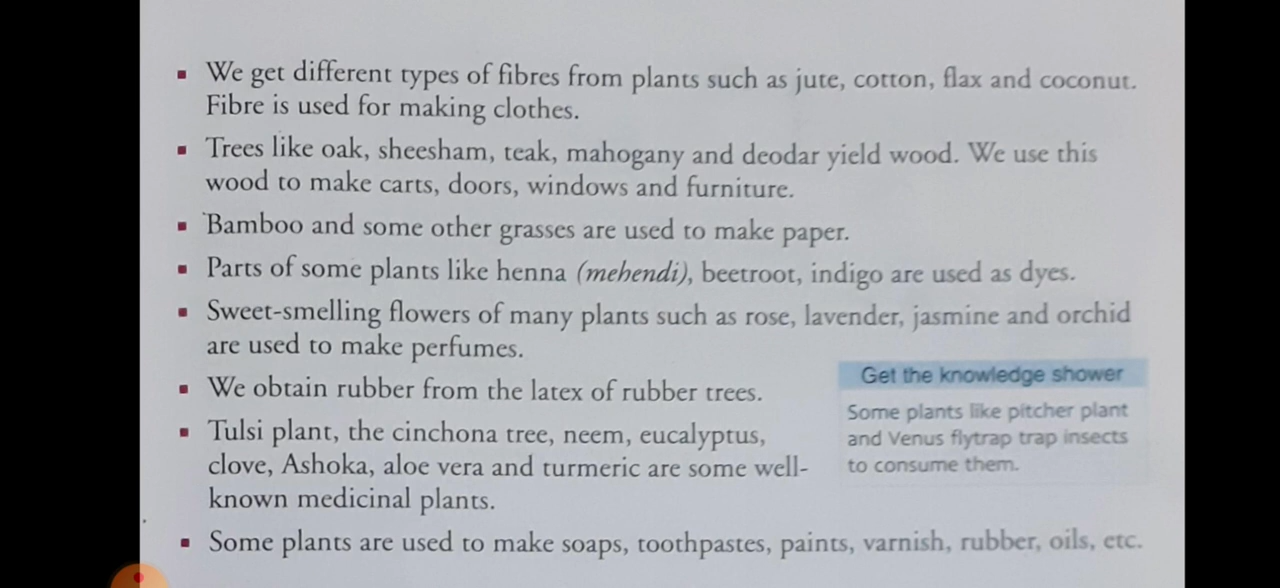 ▪ We get different types of fibres from plants such as jute, cotton, flax and coconut.
Fibre is used for making clothes.
▪ Trees like oak, sheesham, teak, mahogany and deodar yield wood. We use this
wood to make carts, doors, windows and furniture.
▪ Bamboo and some other grasses are used to make paper.
▪ Parts of some plants like henna (mehendi), beetroot, indigo are used as dyes.
▪ Sweet-smelling flowers of many plants such as rose, lavender, jasmine and orchid
are used to make perfumes.
▪ We obtain rubber from the latex of rubber trees.
▪ Tulsi plant, the cinchona tree, neem, eucalyptus,
clove, Ashoka, aloe vera and turmeric are some well-
known medicinal plants.
Get the knowledge shower
Some plants like pitcher plant
and Venus flytrap trap insects
to consume them.
▪ Some plants are used to make soaps, toothpastes, paints, varnish, rubber, oils, etc.